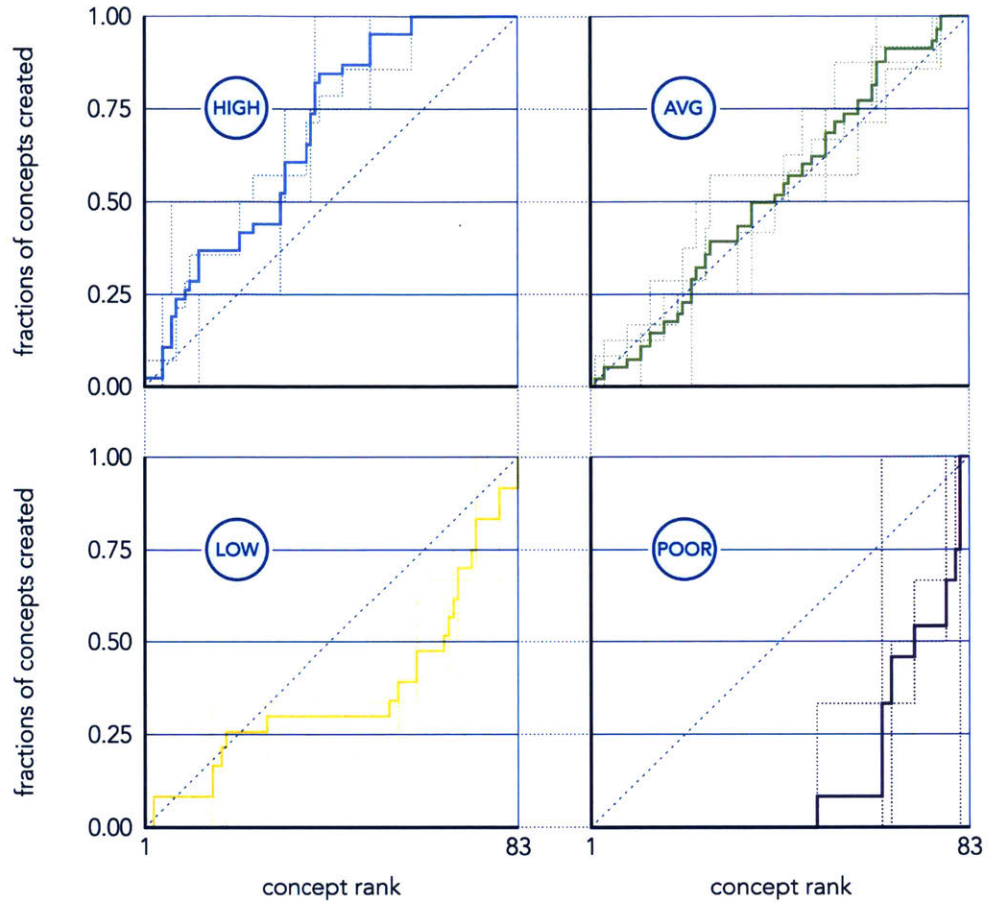 fractions of concepts created
1.00
0.75
0.50
0.25
0.00
HIGH
AVG
fractions of concepts created
1.00
0.75
0.50
0.25
0.00
LOW
POOR
1
83
1
83
concept rank
concept rank